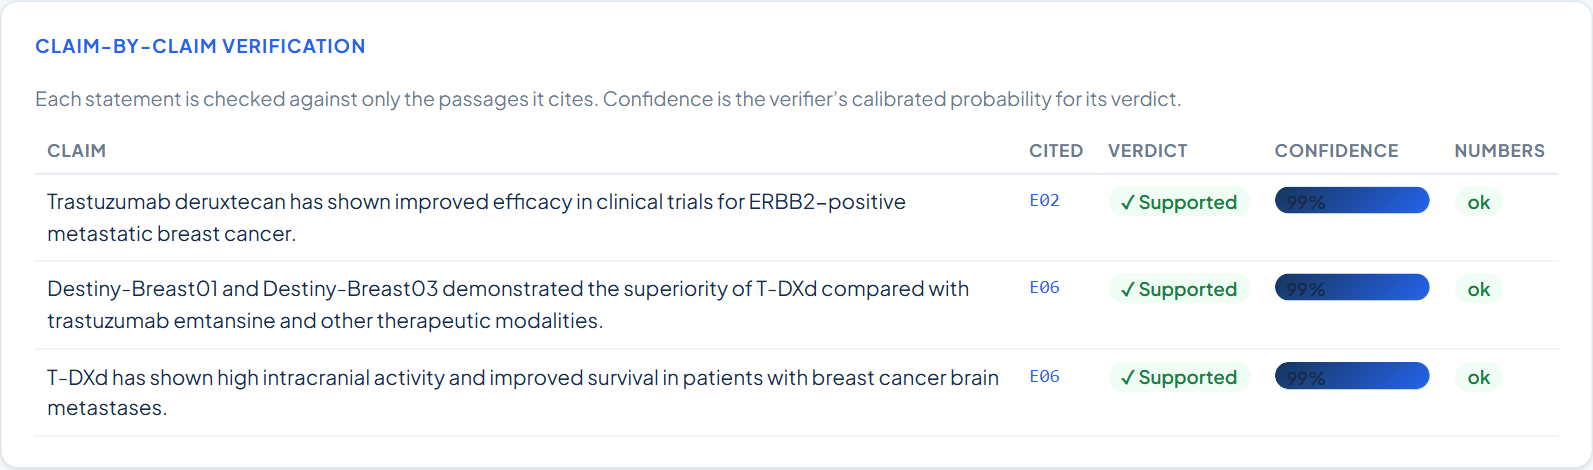 CLAIM-BY-CLAIM VERIFICATION
Each statement is checked against only the passages it cites. Confidence is the verifier's calibrated probability for its verdict.
CLAIM CITED VERDICT CONFIDENCE NUMBERS
Trastuzumab deruxtecan has shown improved efficacy in clinical trials for ERBB2-positive E02 ✓ Supported 99% ok
metastatic breast cancer.
Destiny-Breast01 and Destiny-Breast03 demonstrated the superiority of T-DXd compared with E06 ✓ Supported 99% ok
trastuzumab emtansine and other therapeutic modalities.
T-DXd has shown high intracranial activity and improved survival in patients with breast cancer brain E06 ✓ Supported 99% ok
metastases.